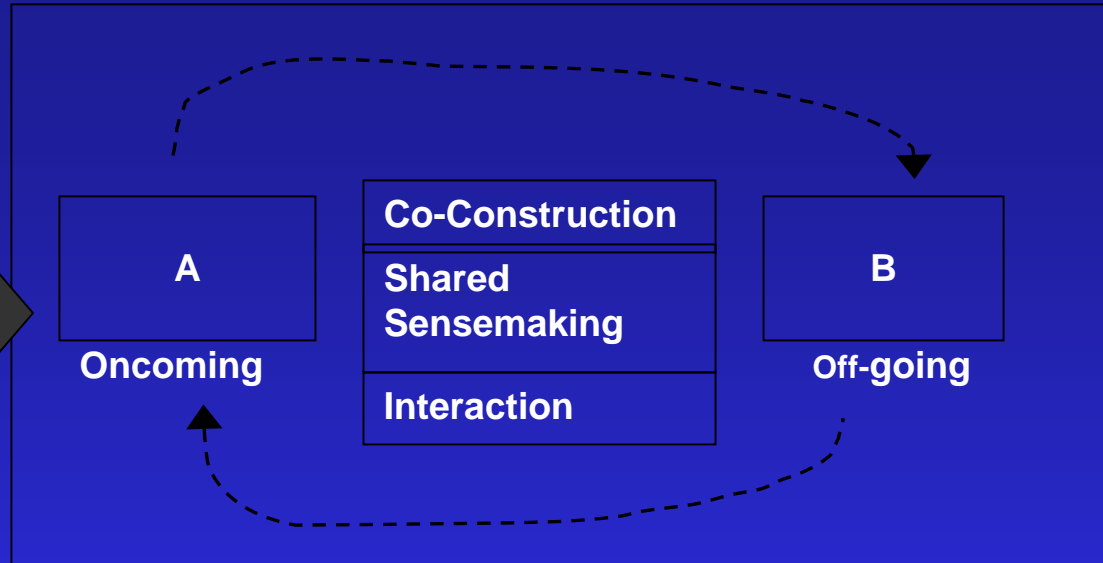 Co-Construction
A
Shared
Sensemaking
B
Oncoming
Off-going
Interaction